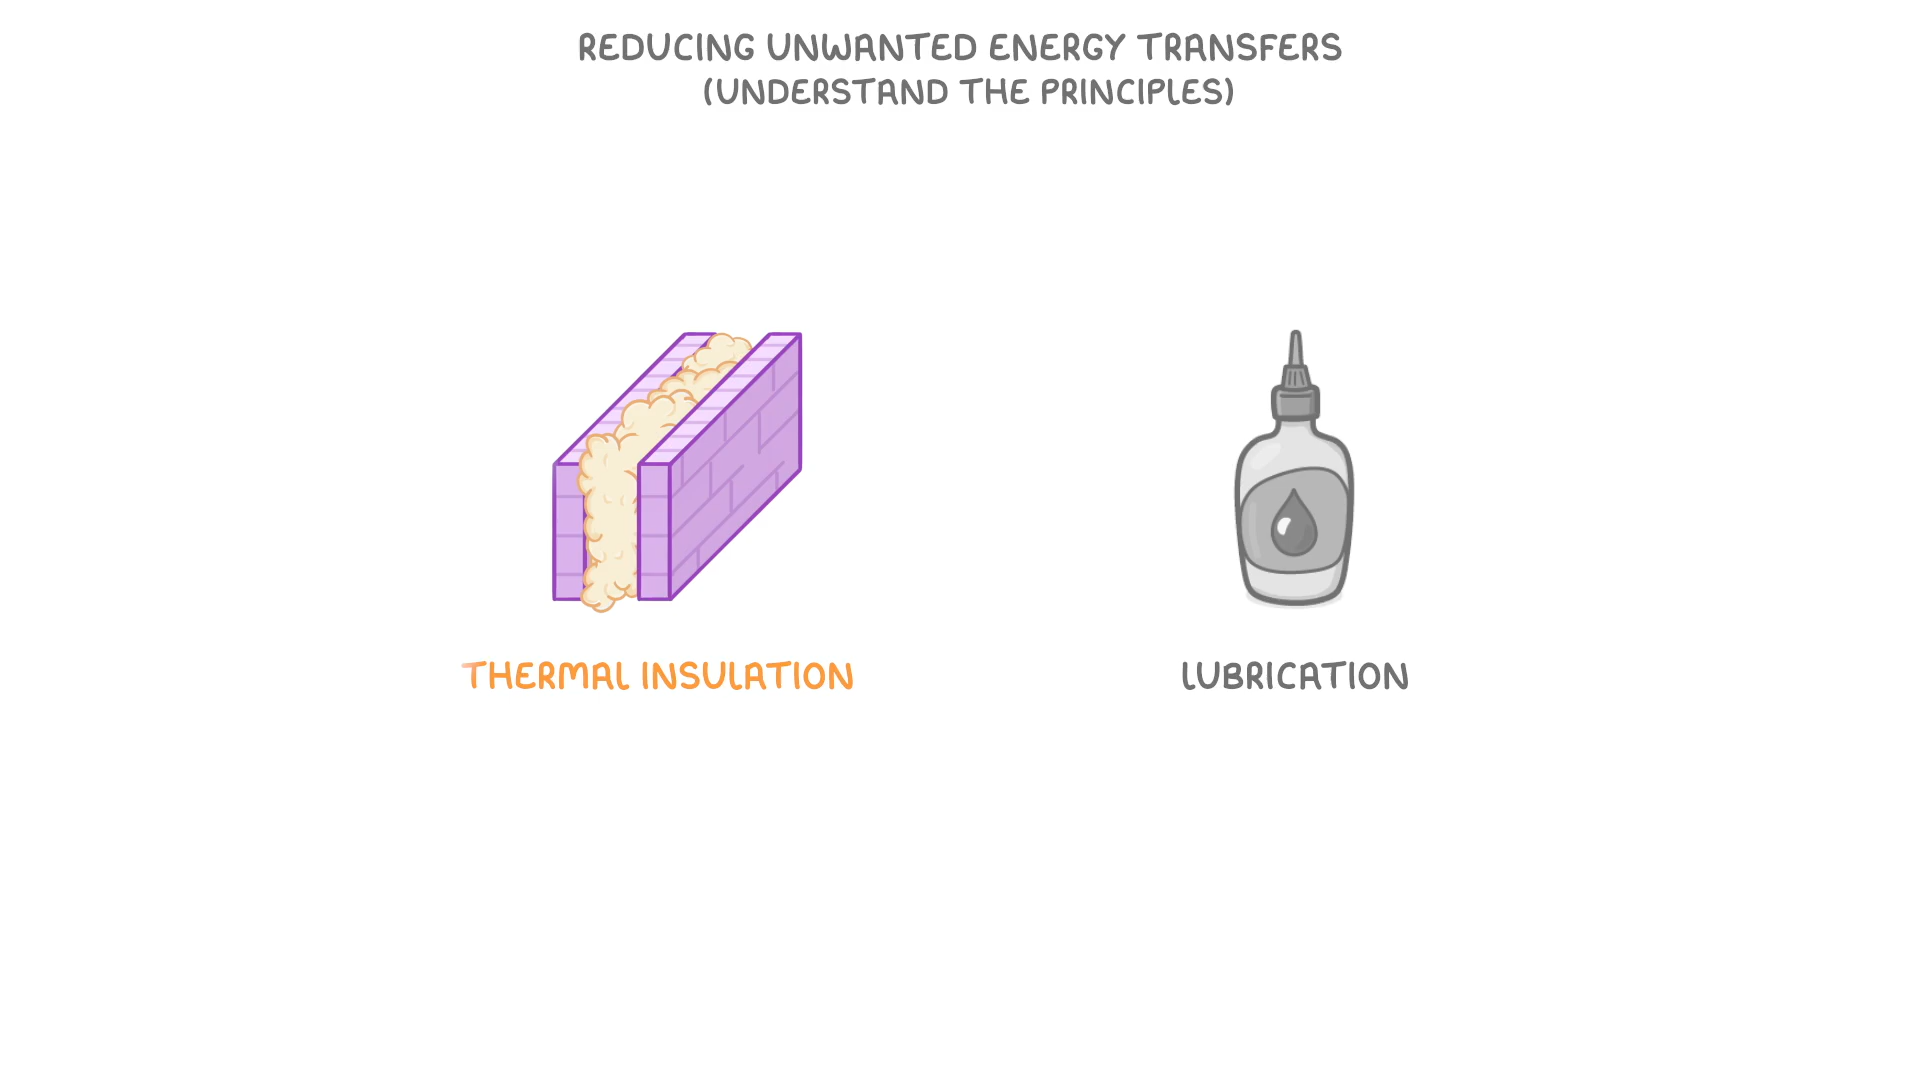 REDUCING UNWANTED ENERGY TRANSFERS
(UNDERSTAND THE PRINCIPLES)
THERMAL INSULATION
LUBRICATION